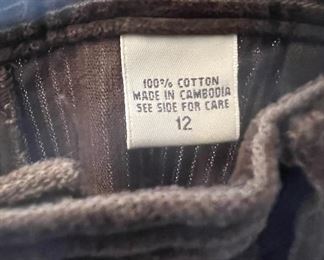 100% COTTON
MADE IN CAMBODIA
SEE SIDE FOR CARE
12